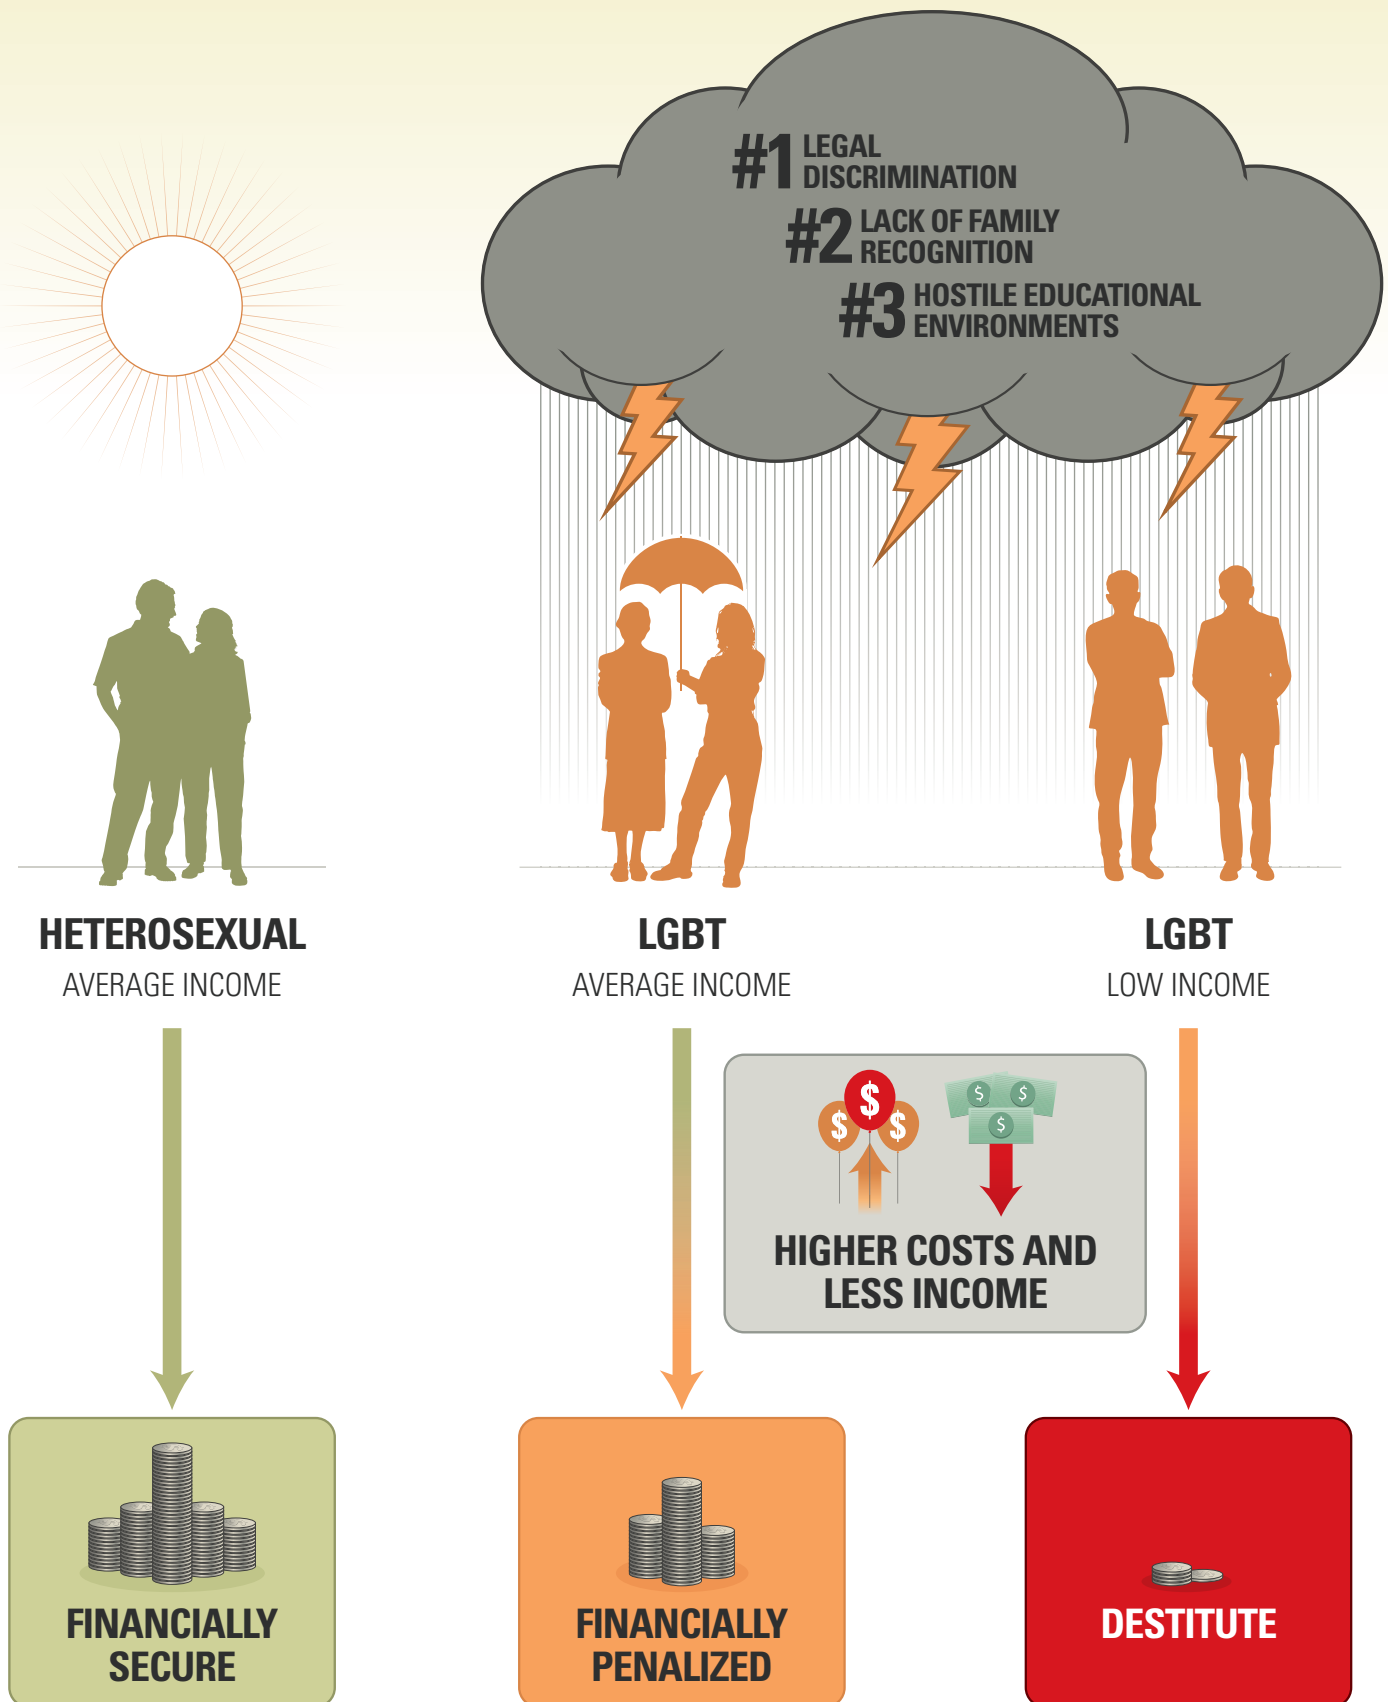 #1 LEGAL
DISCRIMINATION
#2 LACK OF FAMILY
RECOGNITION
#3 HOSTILE EDUCATIONAL
ENVIRONMENTS
HETEROSEXUAL
AVERAGE INCOME
LGBT
AVERAGE INCOME
LGBT
LOW INCOME
$ $ $
$ $ $
HIGHER COSTS AND
LESS INCOME
FINANCIALLY
SECURE
FINANCIALLY
PENALIZED
DESTITUTE